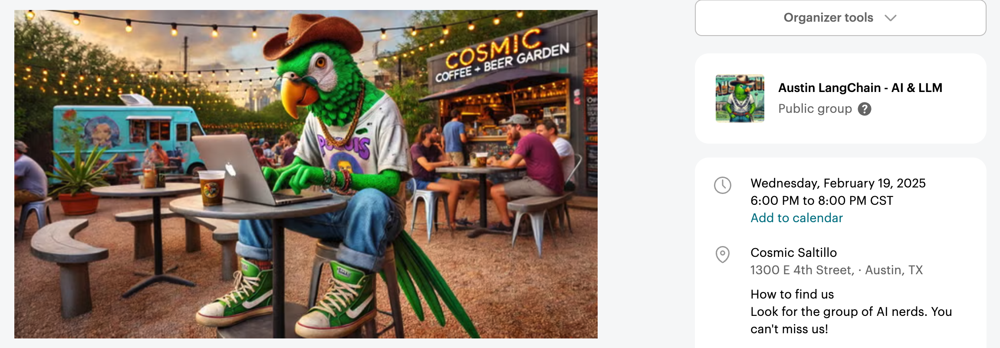 COSMIC
COFFEE + BEER GARDEN
Organizer tools
Austin LangChain - AI & LLM
Public group ?
Wednesday, February 19, 2025
6:00 PM to 8:00 PM CST
Add to calendar
Cosmic Saltillo
1300 E 4th Street, · Austin, TX
How to find us
Look for the group of AI nerds. You
can't miss us!